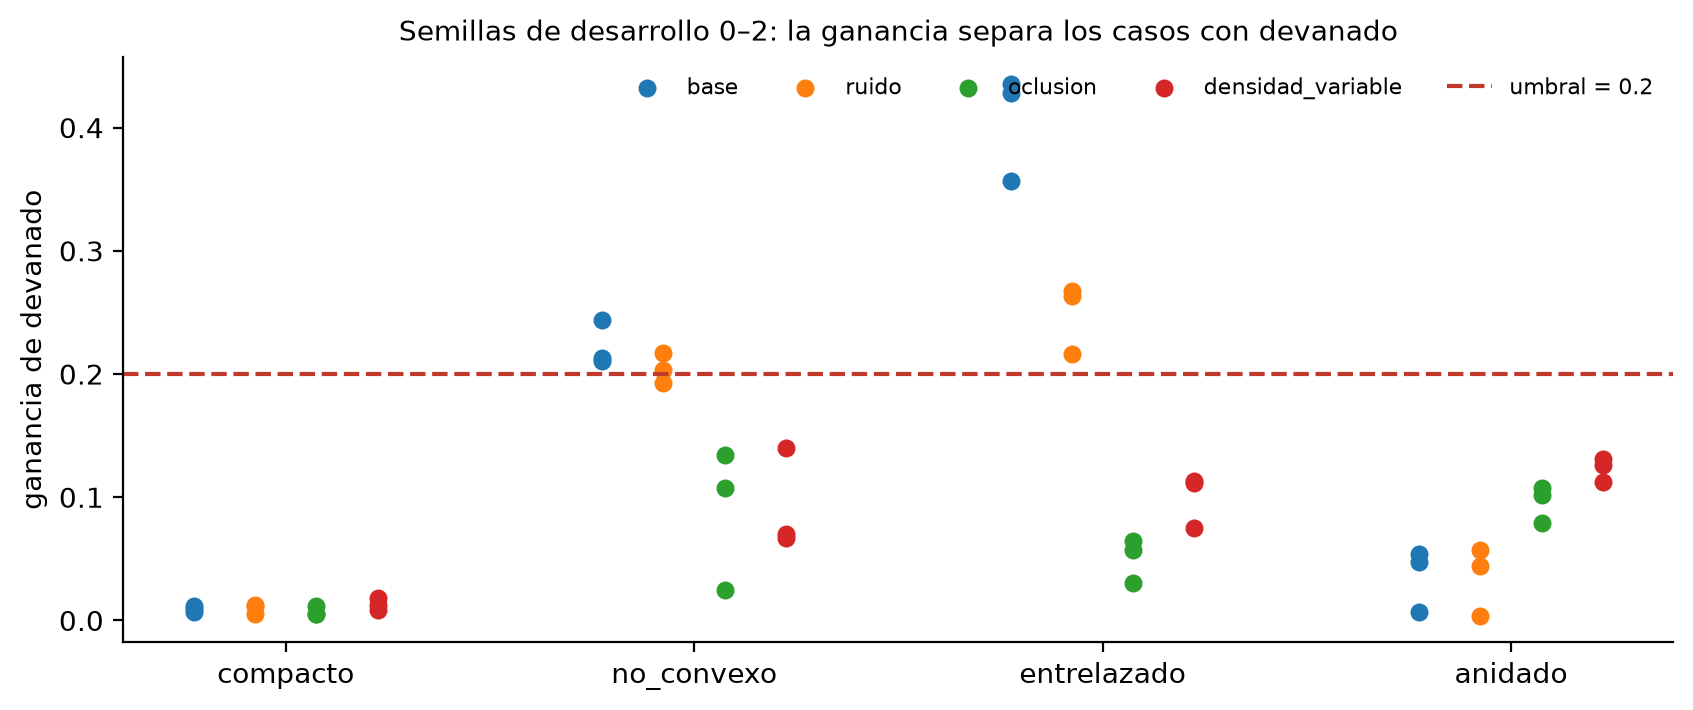 Semillas de desarrollo 0–2: la ganancia separa los casos con devanado
base ruido oclusion densidad_variable umbral = 0.2
ganancia de devanado
0.4
0.3
0.2
0.1
0.0
compacto no_convexo entrelazado anidado